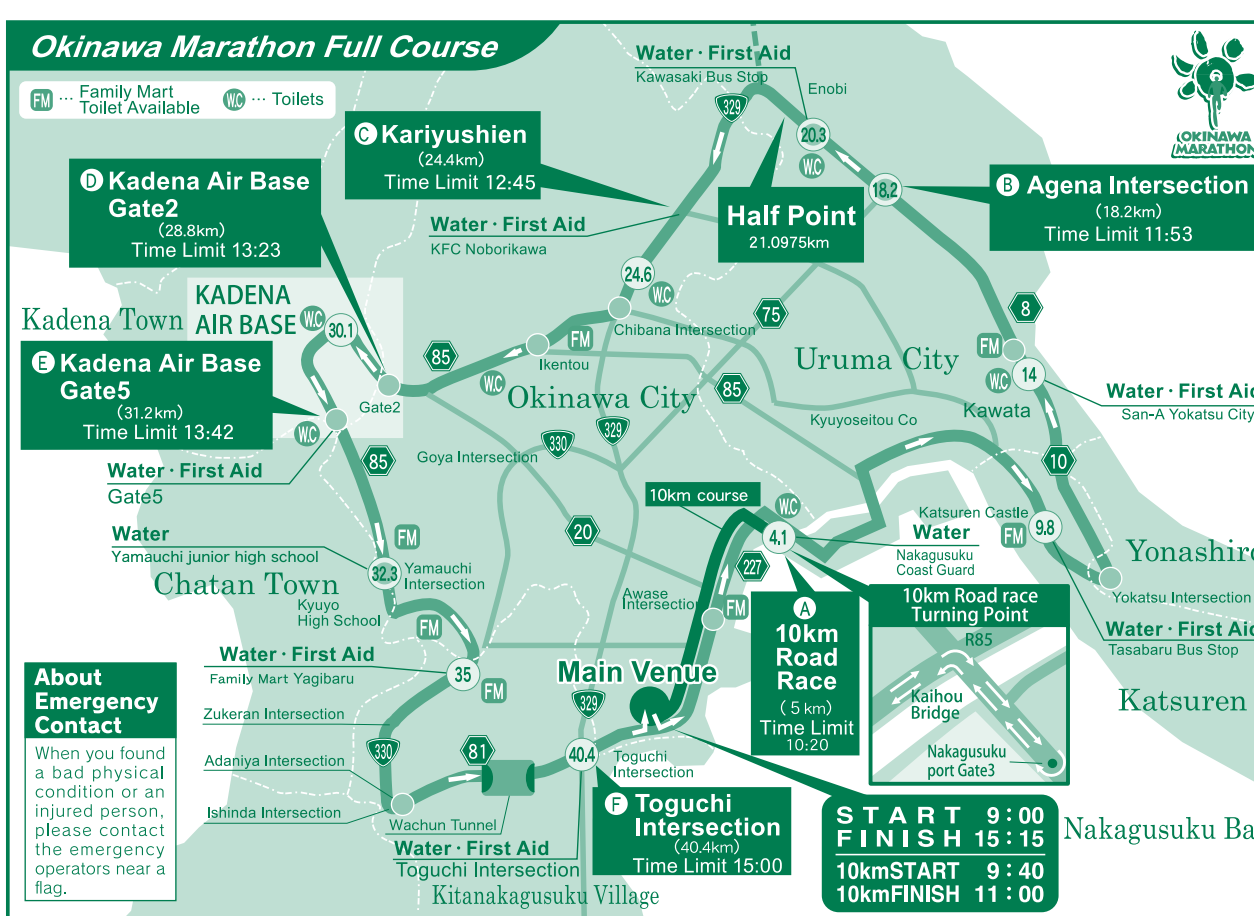 Okinawa Marathon Full Course
FM … Family Mart
Toilet Available
W.C … Toilets
Water · First Aid
Kawasaki Bus Stop
Enobi
OKINAWA
MARATHON
329
20.3
W.C
C Kariyushien
(24.4km)
Time Limit 12:45
D Kadena Air Base
Gate2
(28.8km)
Time Limit 13:23
18.2
B Agena Intersection
(18.2km)
Time Limit 11:53
Half Point
21.0975km
Water · First Aid
KFC Noborikawa
24.6
W.C
KADENA
AIR BASE
W.C
30.1
Kadena Town
Chibana Intersection
75
8
FM
Ikentou
85
W.C
Uruma City
FM
14
W.C
E Kadena Air Base
Gate5
(31.2km)
Time Limit 13:42
Gate2
Okinawa City
85
Kawata
Water · First Aid
San-A Yokatsu City
Kyuyoseitou Co
W.C
85
Goya Intersection
330
329
10
Water · First Aid
Gate5
10km course
W.C
Katsuren Castle
FM
9.8
Water
Yamauchi junior high school
FM
20
4.1
Water
Nakagusuku
Coast Guard
Yonashiro
32.3
Yamauchi
Intersection
Chatan Town
227
Awase
Intersection
FM
Kyuyo
High School
FM
A
10km
Road
Race
( 5 km)
Time Limit
10:20
10km Road race
Turning Point
R85
Kaihou
Bridge
Nakagusuku
port Gate3
Yokatsu Intersection
Water · First Aid
Tasabaru Bus Stop
Water · First Aid
Family Mart Yagibaru
35
FM
Main Venue
329
Katsuren
About
Emergency
Contact
When you found
a bad physical
condition or an
injured person,
please contact
the emergency
operators near a
flag.
Zukeran Intersection
330
Adaniya Intersection
81
40.4
Toguchi
Intersection
Ishinda Intersection
Wachun Tunnel
F Toguchi
Intersection
(40.4km)
Time Limit 15:00
Water · First Aid
Toguchi Intersection
Kitanakagusuku Village
START 9:00
FINISH 15:15
10kmSTART 9:40
10kmFINISH 11:00
Nakagusuku Ba